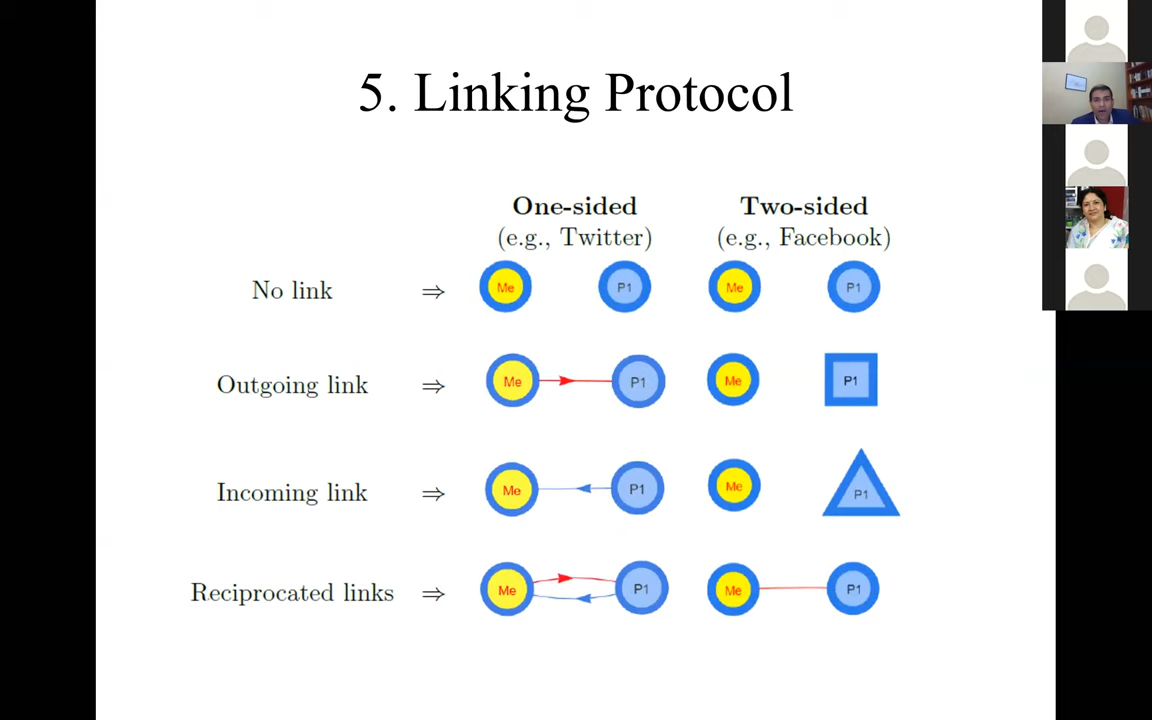 5. Linking Protocol
One-sided Two-sided
(e.g., Twitter) (e.g., Facebook)
No link ⇒ Me P1 Me P1
Outgoing link ⇒ Me P1 Me P1
Incoming link ⇒ Me P1 Me P1
Reciprocated links ⇒ Me P1 Me P1